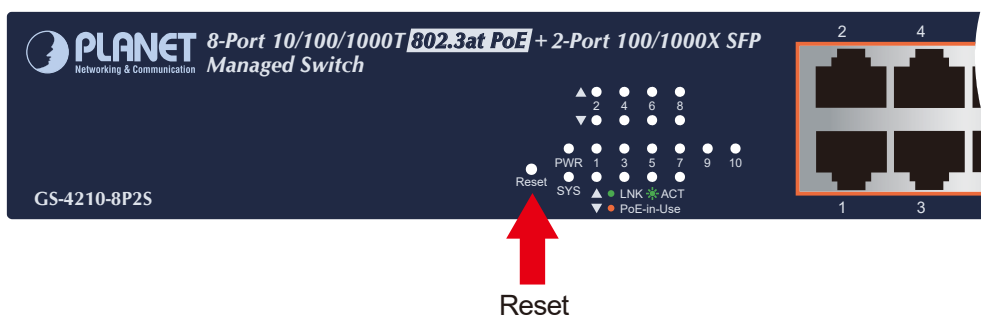 PLANET
Networking & Communication
8-Port 10/100/1000T 802.3at PoE + 2-Port 100/1000X SFP
Managed Switch
2 4
▲
2 4 6 8
▼
PWR 1 3 5 7 9 10
Reset
SYS
▲ LNK ACT
▼ PoE-in-Use
GS-4210-8P2S
1 3
Reset